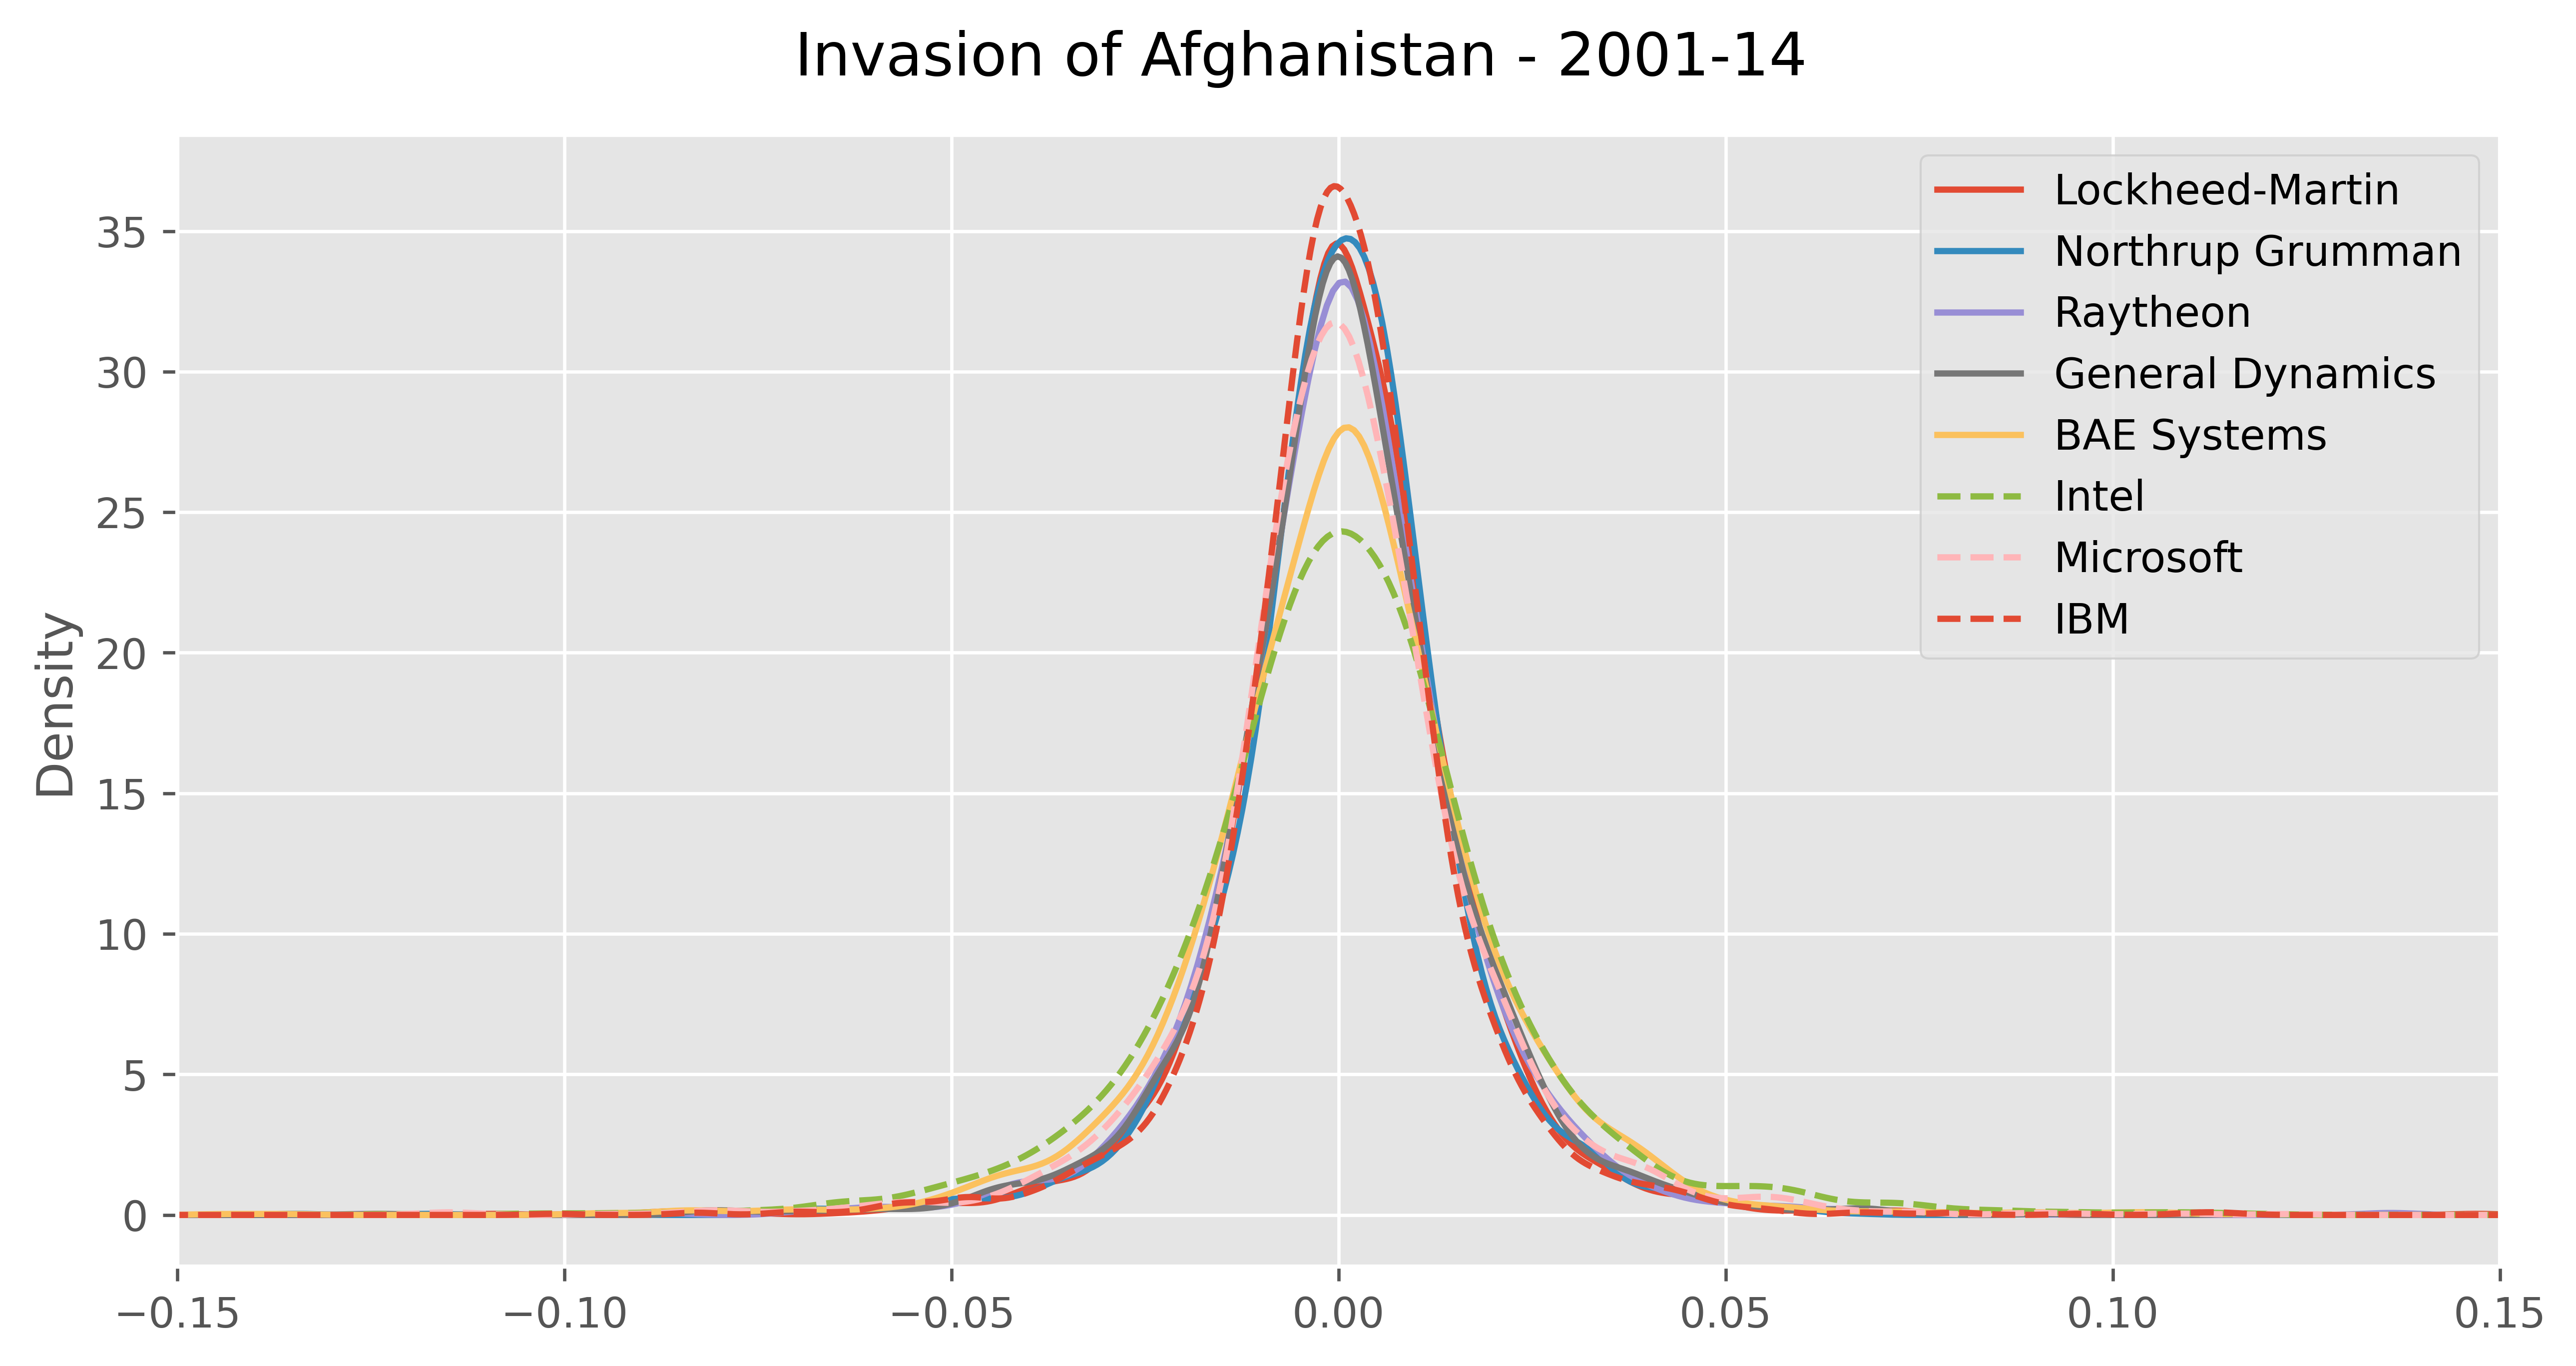 Invasion of Afghanistan - 2001-14
Density
35
30
25
20
15
10
5
0
−0.15 −0.10 −0.05 0.00 0.05 0.10 0.15
Lockheed-Martin
Northrup Grumman
Raytheon
General Dynamics
BAE Systems
Intel
Microsoft
IBM